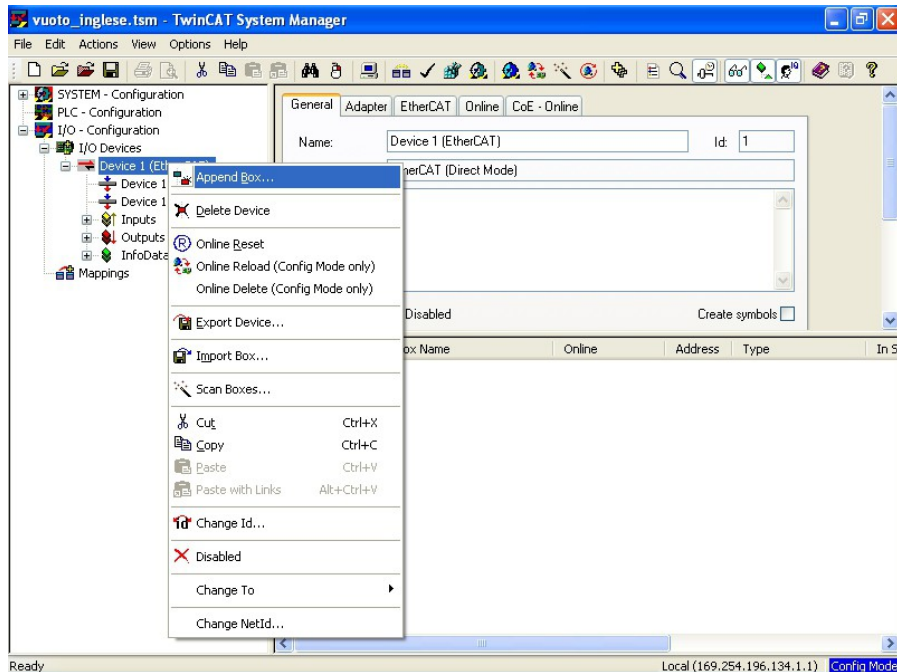 vuoto_inglese.tsm - TwinCAT System Manager
File Edit Actions View Options Help
SYSTEM - Configuration
PLC - Configuration
I/O - Configuration
I/O Devices
Device 1 (EtherCAT)
Device 1
Device 1
Inputs
Outputs
InfoData
Mappings
General Adapter EtherCAT Online CoE - Online
Name: Device 1 (EtherCAT) Id: 1
herCAT (Direct Mode)
Disabled Create symbols
ox Name Online Address Type In S
Append Box...
Delete Device
Online Reset
Online Reload (Config Mode only)
Online Delete (Config Mode only)
Export Device...
Import Box...
Scan Boxes...
Cut Ctrl+X
Copy Ctrl+C
Paste Ctrl+V
Paste with Links Alt+Ctrl+V
Change Id...
Disabled
Change To
Change NetId...
Ready Local (169.254.196.134.1.1) Config Mode